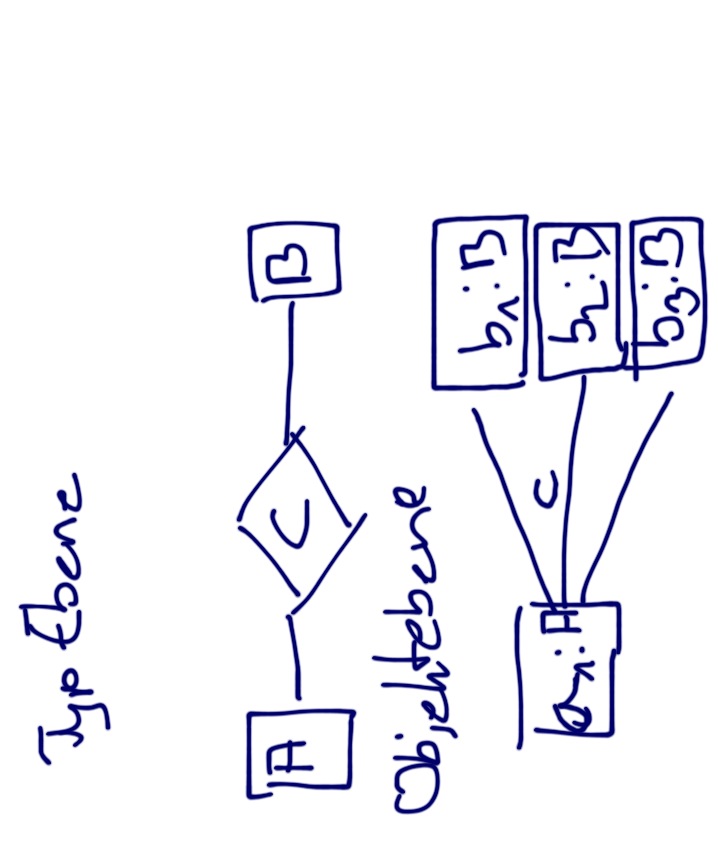 Typ Ebene
A C B
Objektebene
a₁:A C b₁:B
b₂:B
b₃:B